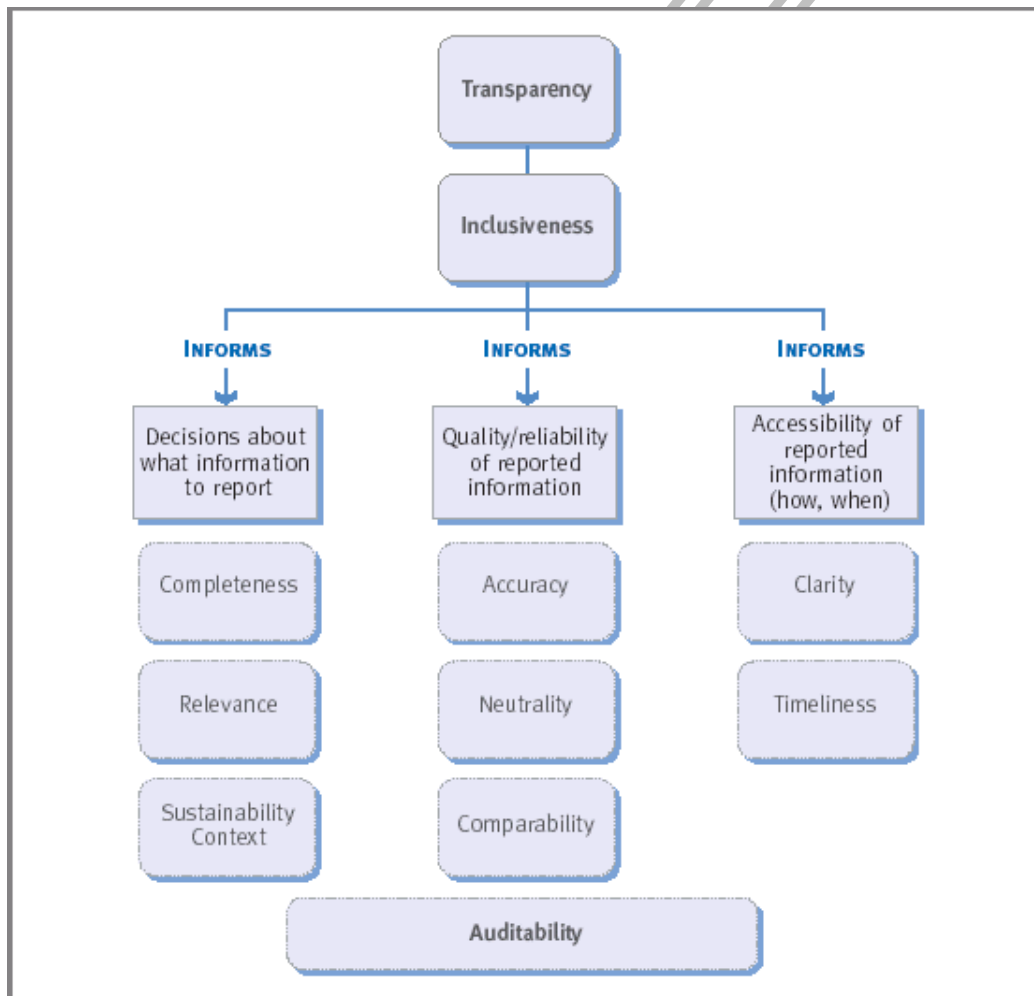 Transparency
Inclusiveness
INFORMS
INFORMS
INFORMS
Decisions about
what information
to report
Quality/reliability
of reported
information
Accessibility of
reported
information
(how, when)
Completeness
Accuracy
Clarity
Relevance
Neutrality
Timeliness
Sustainability
Context
Comparability
Auditability